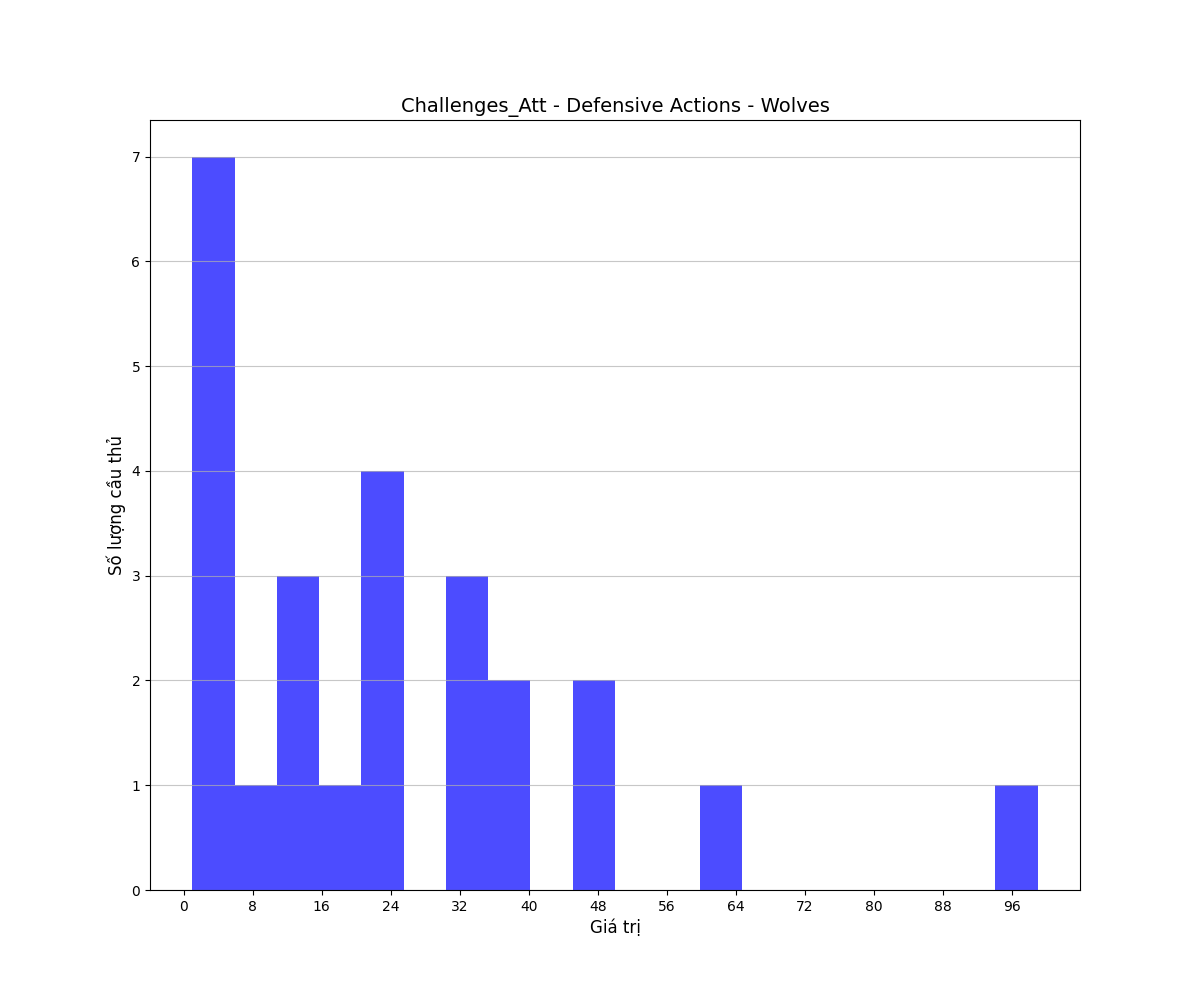 Challenges_Att - Defensive Actions - Wolves
7
6
5
4
3
2
1
0
Số lượng cầu thủ
0 8 16 24 32 40 48 56 64 72 80 88 96
Giá trị